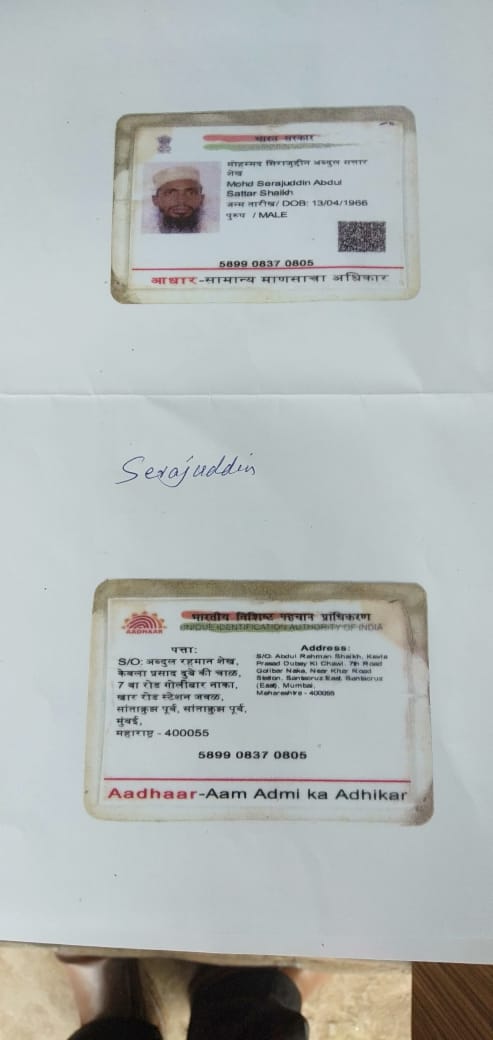 भारत सरकार
मोहम्मद सिराजुद्दीन अब्दुल सत्तार
शेख
Mohd Serajuddin Abdul
Sattar Shaikh
जन्म तारीख/ DOB: 13/04/1966
पुरुष / MALE
5899 0837 0805
आधार-सामान्य माणसाचा अधिकार
Serajuddin
AADHAAR
भारतीय विशिष्ट पहचान प्राधिकरण
UNIQUE IDENTIFICATION AUTHORITY OF INDIA
पत्ता:
S/O: अब्दुल रहमान शेख,
केवला प्रसाद दुबे की चाळ,
7 वा रोड गोलीबार नाका,
खार रोड स्टेशन जवळ,
सांताक्रुझ पूर्व, सांताक्रुझ पूर्व,
मुंबई,
महाराष्ट्र - 400055
Address:
S/O: Abdul Rahman Shaikh, Kevla
Prasad Dubey Ki Chawl, 7th Road
Golibar Naka, Near Khar Road
Station, Santacruz East, Santacruz
(East), Mumbai,
Maharashtra - 400055
5899 0837 0805
Aadhaar-Aam Admi ka Adhikar